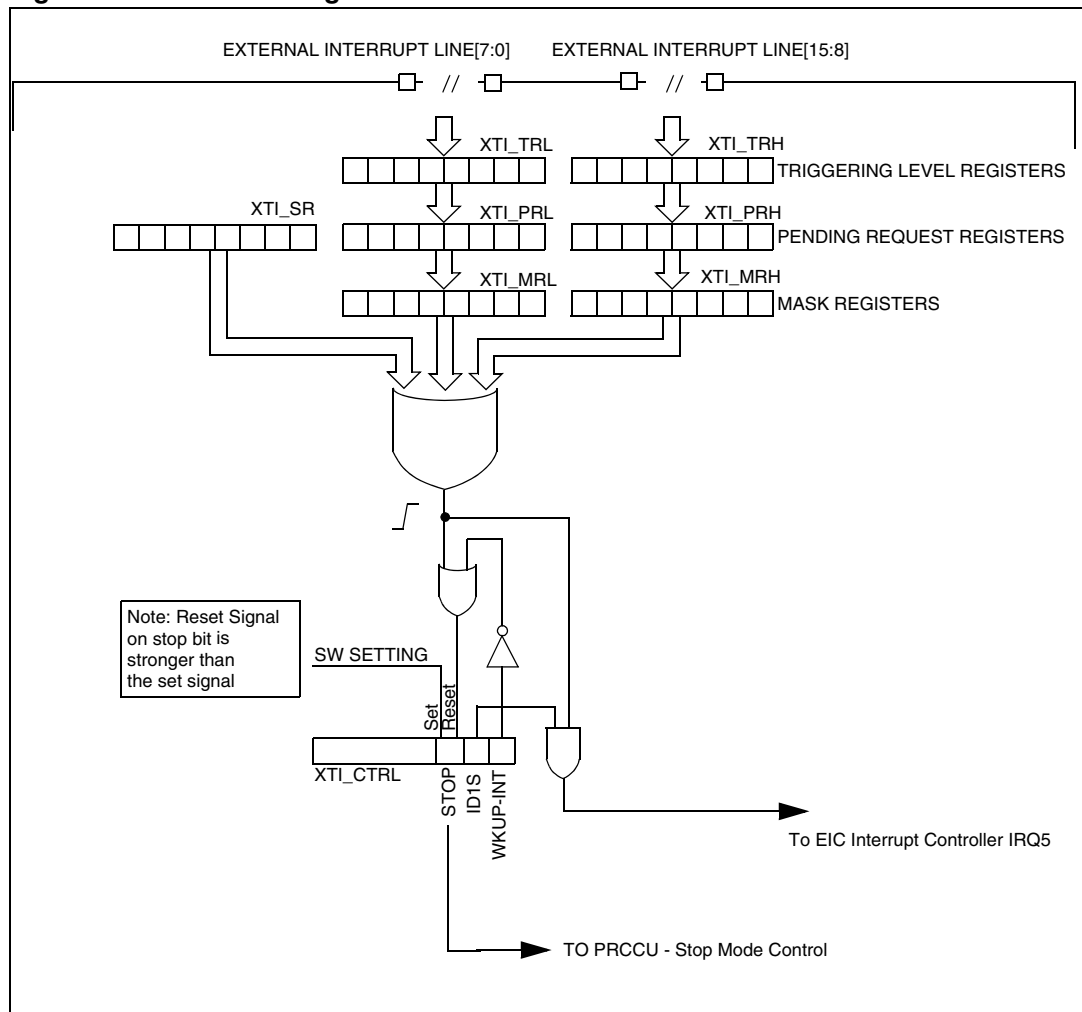 EXTERNAL INTERRUPT LINE[7:0] EXTERNAL INTERRUPT LINE[15:8]
//
//
XTI_TRL
XTI_TRH
TRIGGERING LEVEL REGISTERS
XTI_SR
XTI_PRL
XTI_PRH
PENDING REQUEST REGISTERS
XTI_MRL
XTI_MRH
MASK REGISTERS
Note: Reset Signal
on stop bit is
stronger than
the set signal
SW SETTING
Set
Reset
XTI_CTRL
STOP
ID1S
WKUP-INT
To EIC Interrupt Controller IRQ5
TO PRCCU - Stop Mode Control